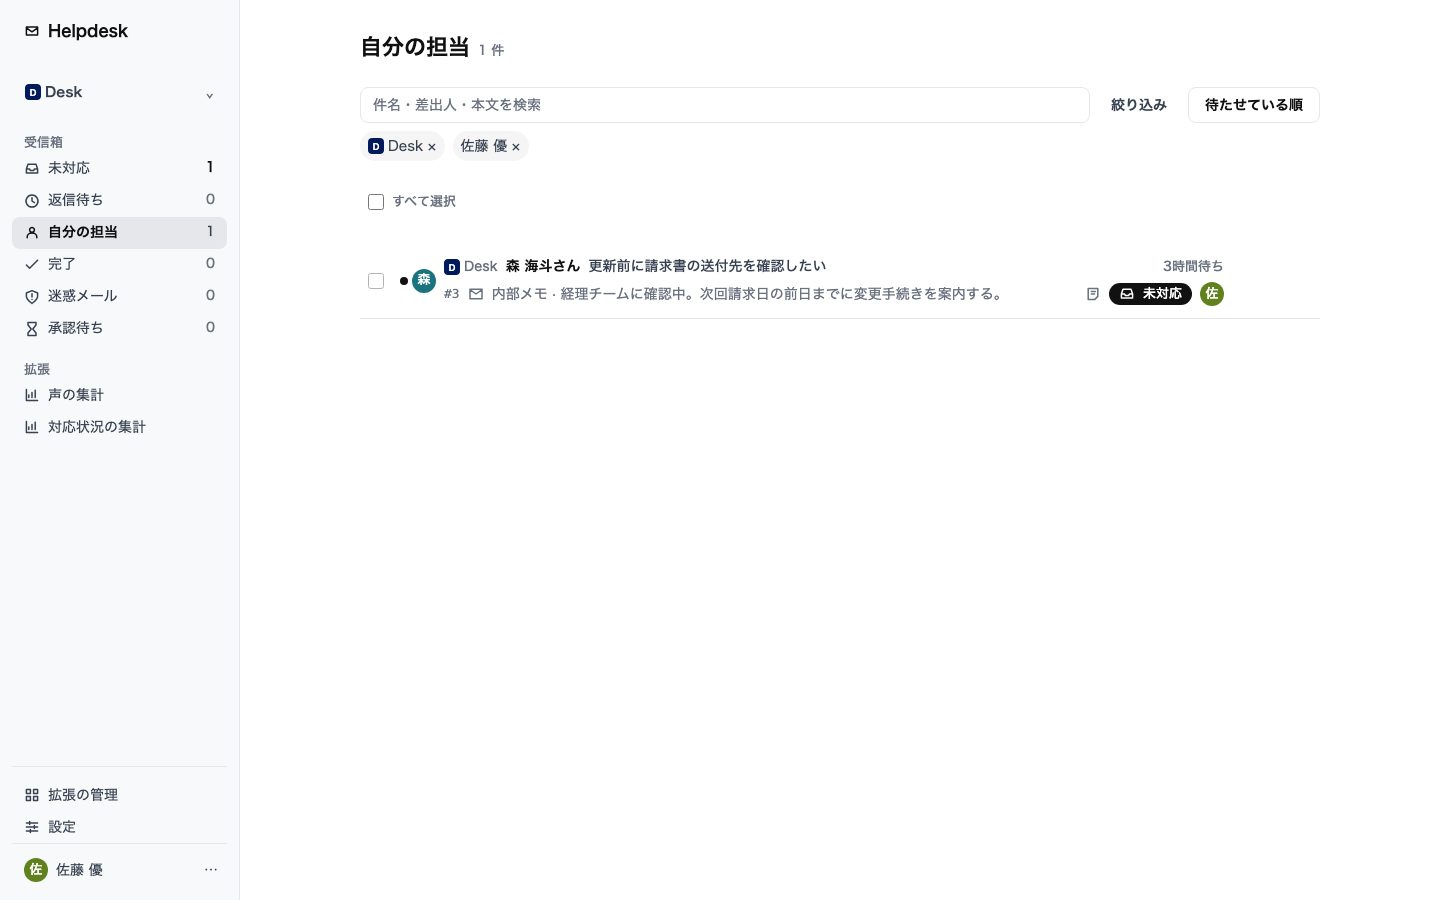 Helpdesk
D Desk
受信箱
未対応 1
返信待ち 0
自分の担当 1
完了 0
迷惑メール 0
承認待ち 0
拡張
声の集計
対応状況の集計
拡張の管理
設定
佐 佐藤 優 …
自分の担当 1 件
件名・差出人・本文を検索 絞り込み 待たせている順
D Desk × 佐藤 優 ×
すべて選択
森 D Desk 森 海斗さん 更新前に請求書の送付先を確認したい 3時間待ち
#3 内部メモ · 経理チームに確認中。次回請求日の前日までに変更手続きを案内する。 未対応 佐